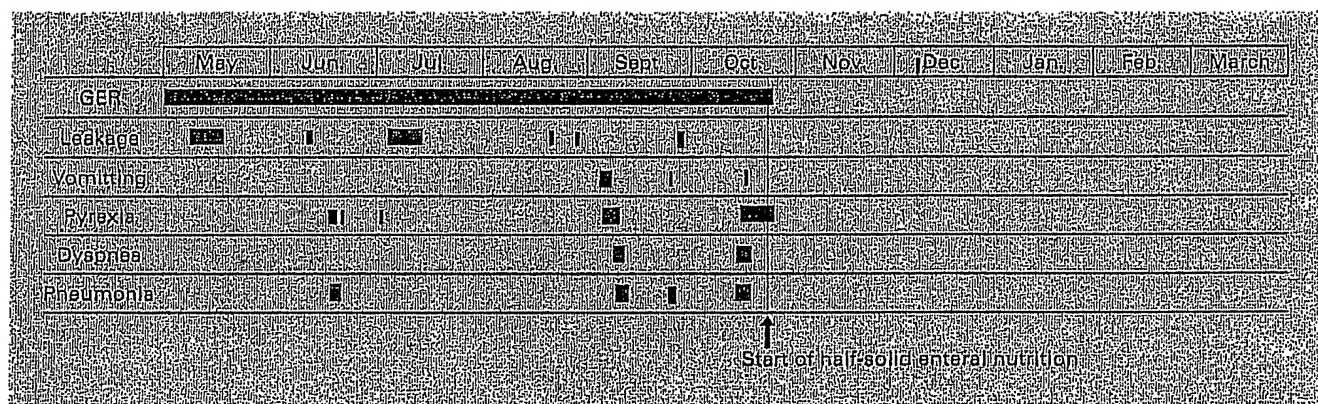 May Jun. Jul. Aug. Sept. Oct. Nov. Dec. Jan. Feb. March
GER
Leakage
Vomitting
Pyrexia
Dyspnea
Pneumonia
Start of half-solid enteral nutrition